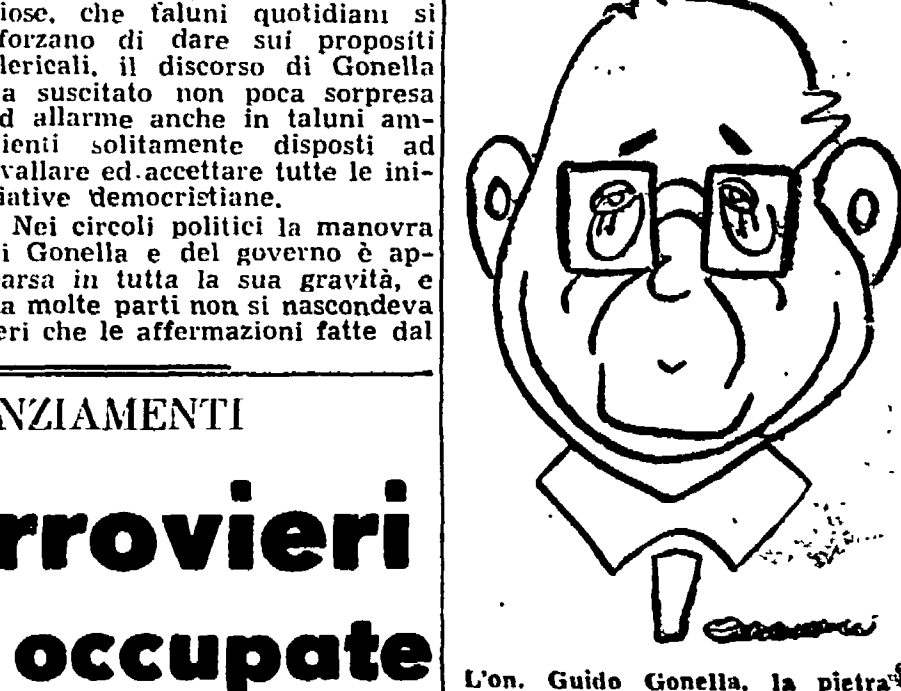 iose, che taluni quotidiani si
forzano di dare sui propositi
lericali, il discorso di Gonella
a suscitato non poca sorpresa
d allarme anche in taluni am-
ienti solitamente disposti ad
vallare ed accettare tutte le ini-
iative democristiane.
Nei circoli politici la manovra
i Gonella e del governo è ap-
arsa in tutta la sua gravità, e
a molte parti non si nascondeva
eri che le affermazioni fatte dal
NZIAMENTI
rrovieri
occupate
L'on. Guido Gonella, la pietra